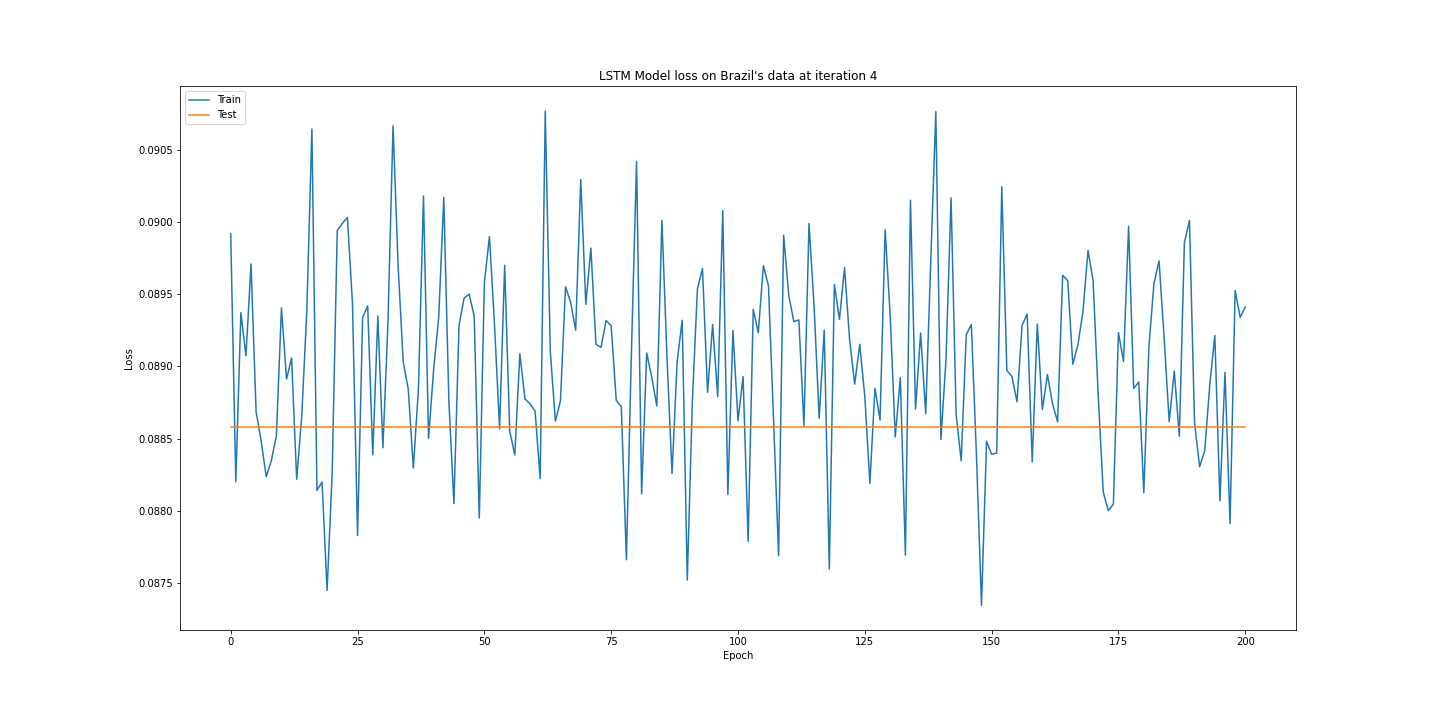 LSTM Model loss on Brazil's data at iteration 4
Train
Test
0.0905
0.0900
0.0895
0.0890
0.0885
0.0880
0.0875
Loss
0 25 50 75 100 125 150 175 200
Epoch